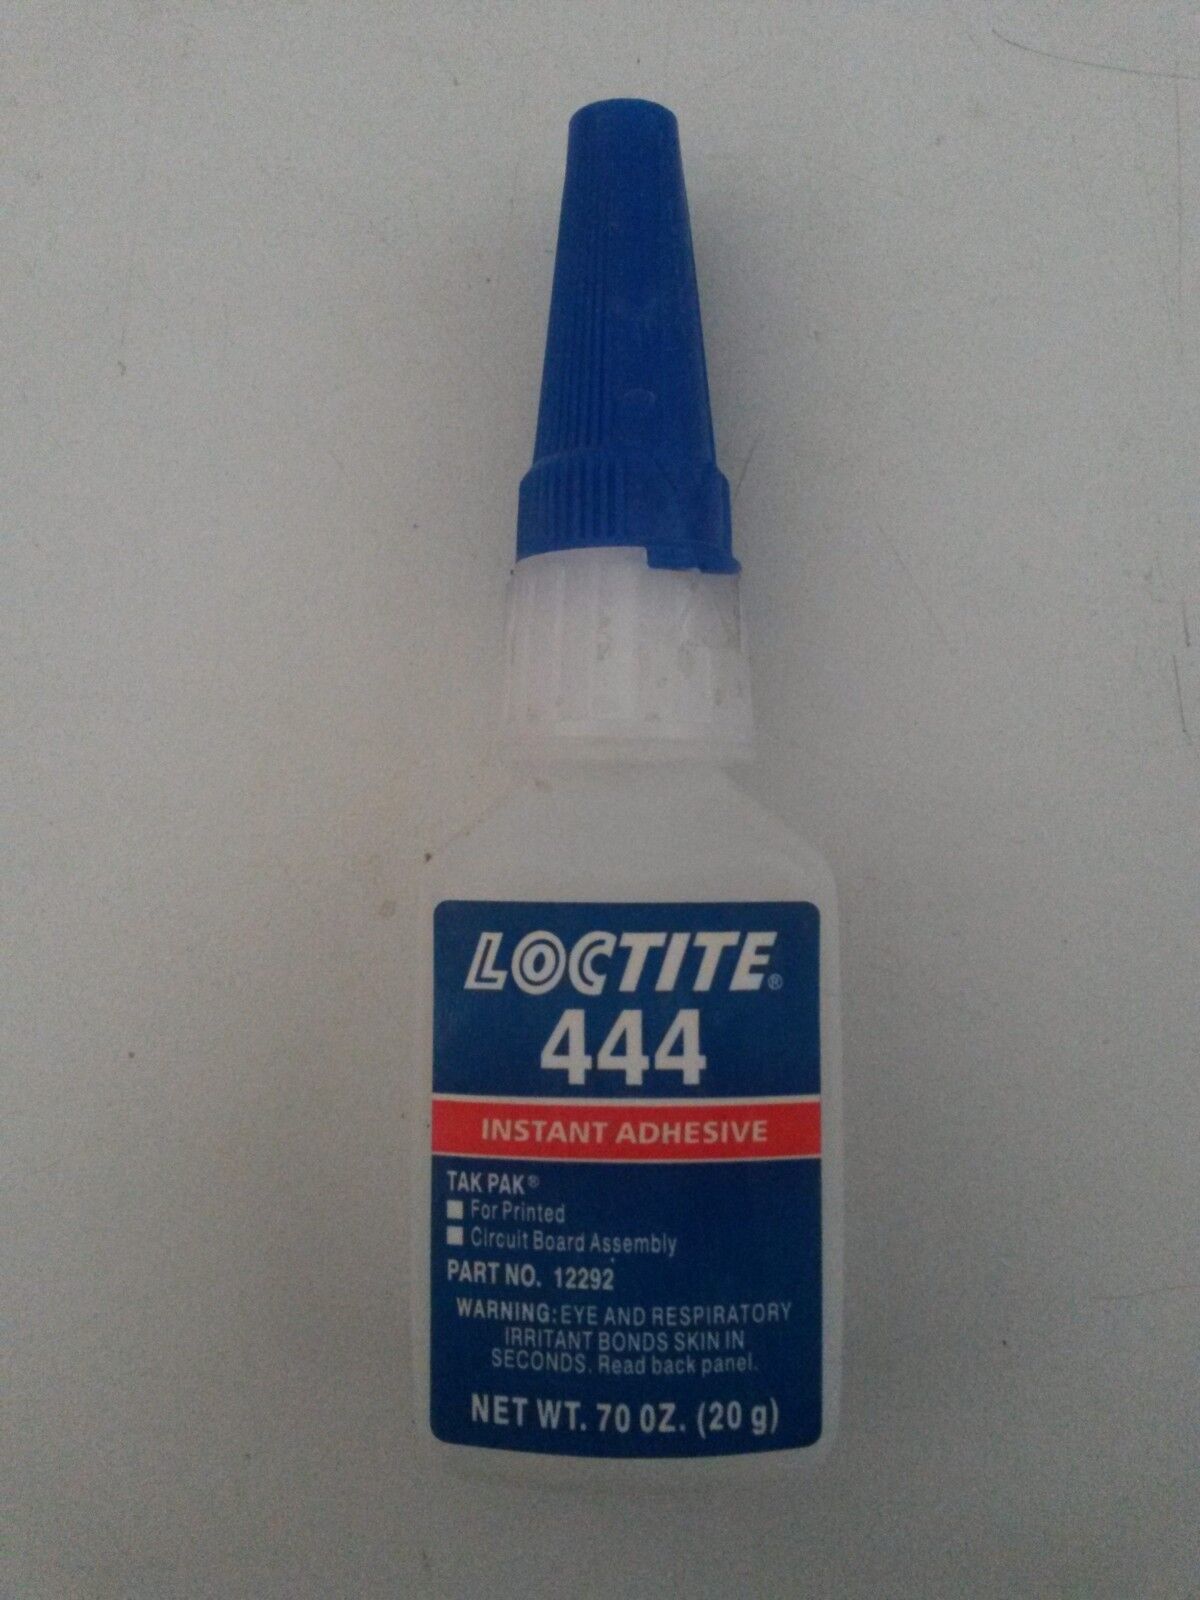 LOCTITE®
444
INSTANT ADHESIVE
TAK PAK®
For Printed
Circuit Board Assembly
PART NO. 12292
WARNING: EYE AND RESPIRATORY
IRRITANT BONDS SKIN IN
SECONDS. Read back panel.
NET WT. 70 OZ. (20 g)